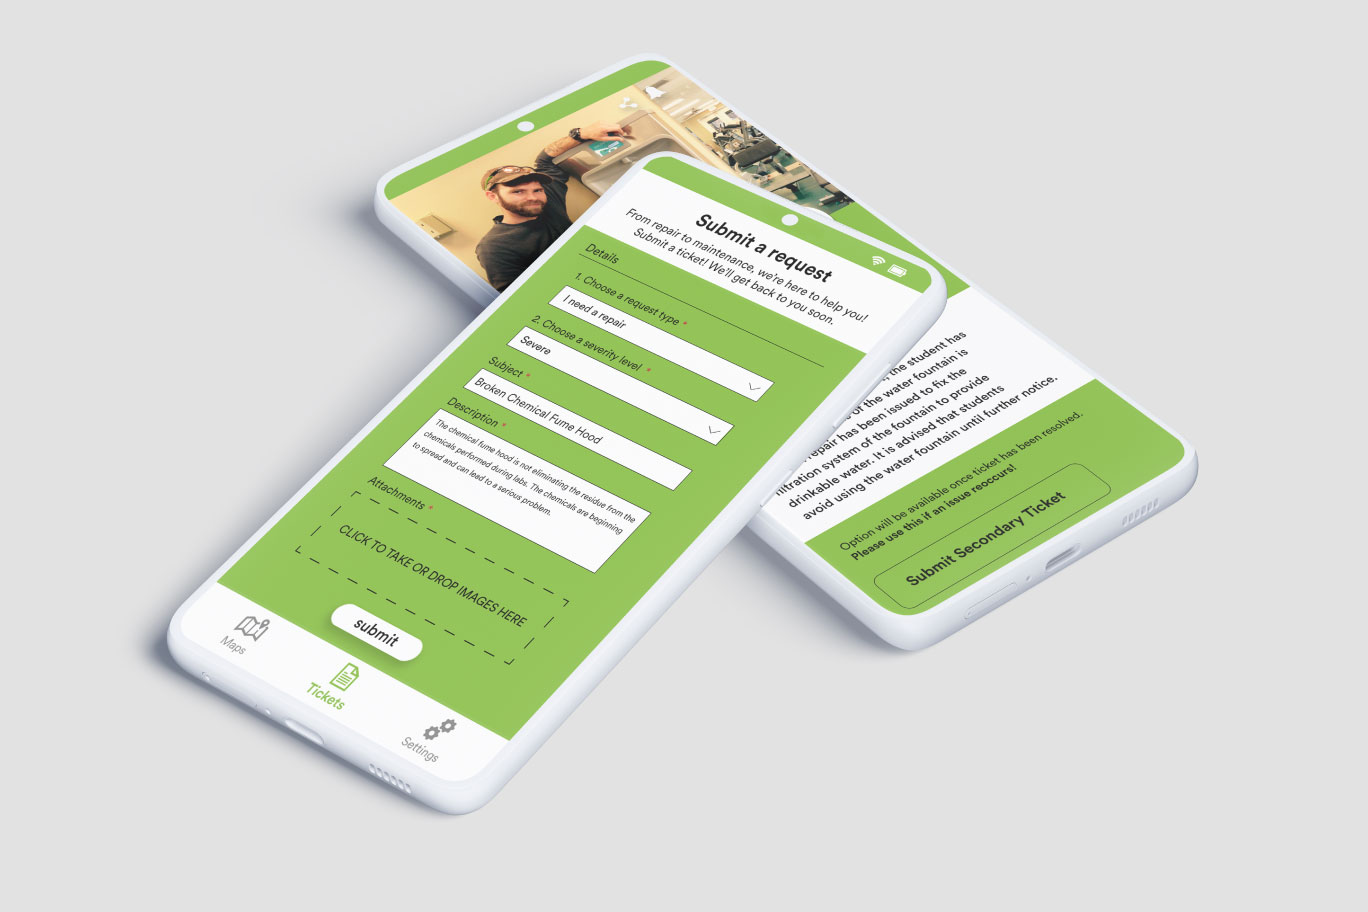 Submit a request
From repair to maintenance, we're here to help you!
Submit a ticket! We'll get back to you soon.
Details
1. Choose a request type *
I need a repair
2. Choose a severity level *
Severe
Subject *
Broken Chemical Fume Hood
Description *
The chemical fume hood is not eliminating the residue from the
chemicals performed during labs. The chemicals are beginning
to spread and can lead to a serious problem.
Attachments *
CLICK TO TAKE OR DROP IMAGES HERE
submit
Maps
Tickets
Settings
the student has
of the water fountain is
repair has been issued to fix the
system of the fountain to provide
drinkable water. It is advised that students
avoid using the water fountain until further notice.
Option will be available once ticket has been resolved.
Please use this if an issue reoccurs!
Submit Secondary Ticket